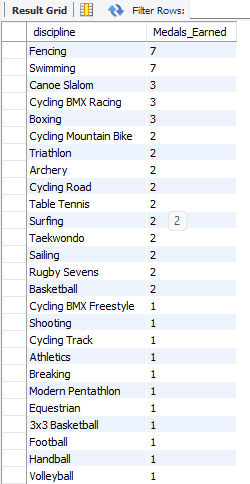 Result Grid Filter Rows:
discipline Medals_Earned
Fencing 7
Swimming 7
Canoe Slalom 3
Cycling BMX Racing 3
Boxing 3
Cycling Mountain Bike 2
Triathlon 2
Archery 2
Cycling Road 2
Table Tennis 2
Surfing 2 2
Taekwondo 2
Sailing 2
Rugby Sevens 2
Basketball 2
Cycling BMX Freestyle 1
Shooting 1
Cycling Track 1
Athletics 1
Breaking 1
Modern Pentathlon 1
Equestrian 1
3x3 Basketball 1
Football 1
Handball 1
Volleyball 1